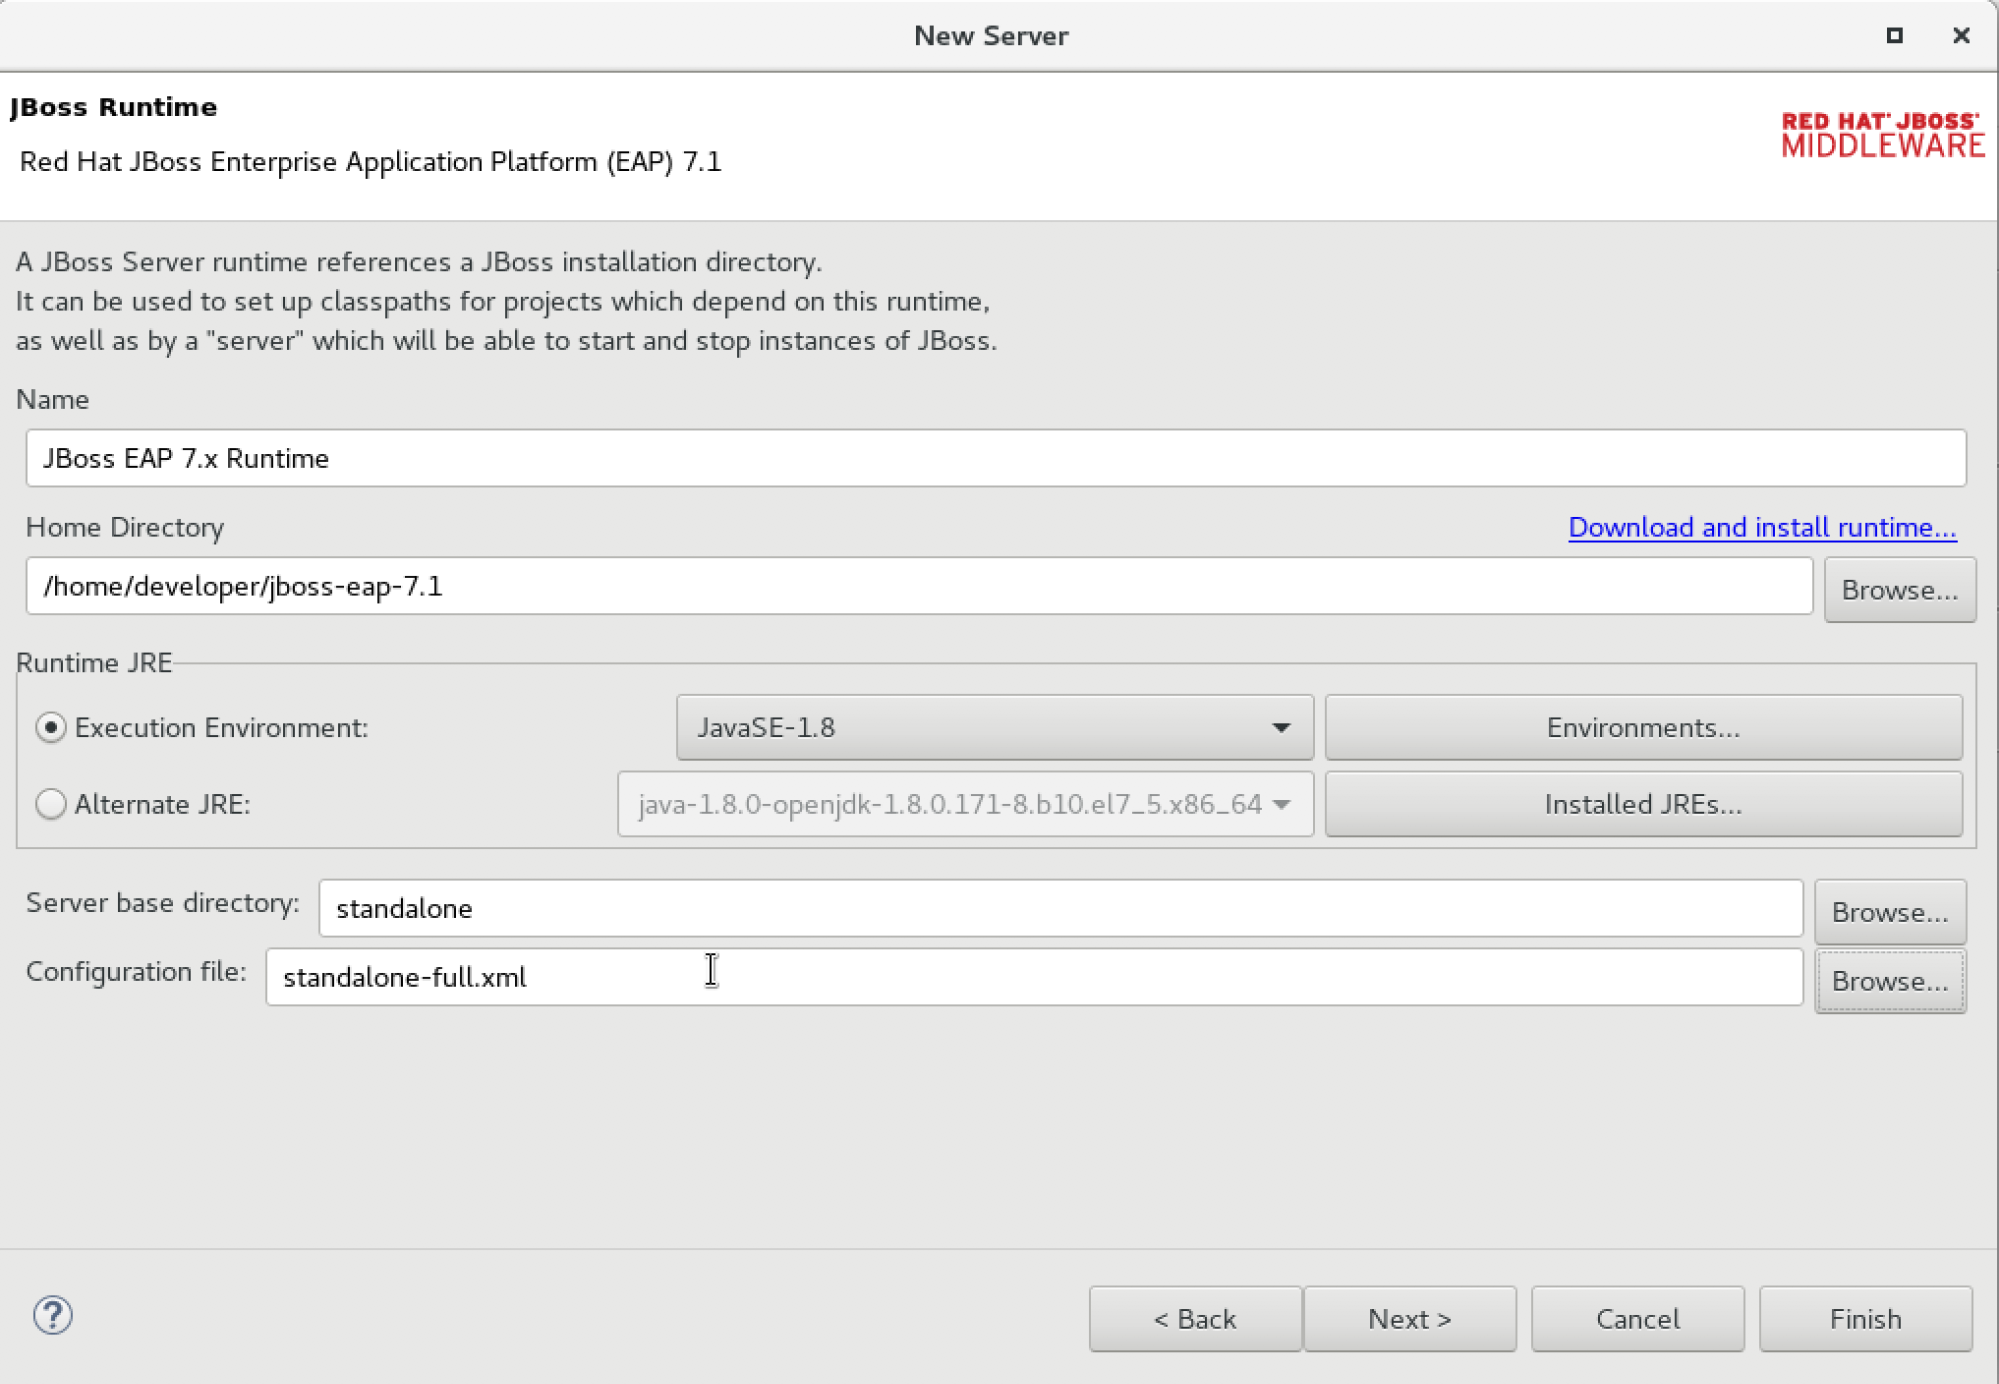 New Server
JBoss Runtime
Red Hat JBoss Enterprise Application Platform (EAP) 7.1
RED HAT® JBOSS®
MIDDLEWARE
A JBoss Server runtime references a JBoss installation directory.
It can be used to set up classpaths for projects which depend on this runtime,
as well as by a "server" which will be able to start and stop instances of JBoss.
Name
JBoss EAP 7.x Runtime
Home Directory Download and install runtime...
/home/developer/jboss-eap-7.1 Browse...
Runtime JRE
Execution Environment: JavaSE-1.8 Environments...
Alternate JRE: java-1.8.0-openjdk-1.8.0.171-8.b10.el7_5.x86_64 Installed JREs...
Server base directory: standalone Browse...
Configuration file: standalone-full.xml Browse...
? < Back Next > Cancel Finish